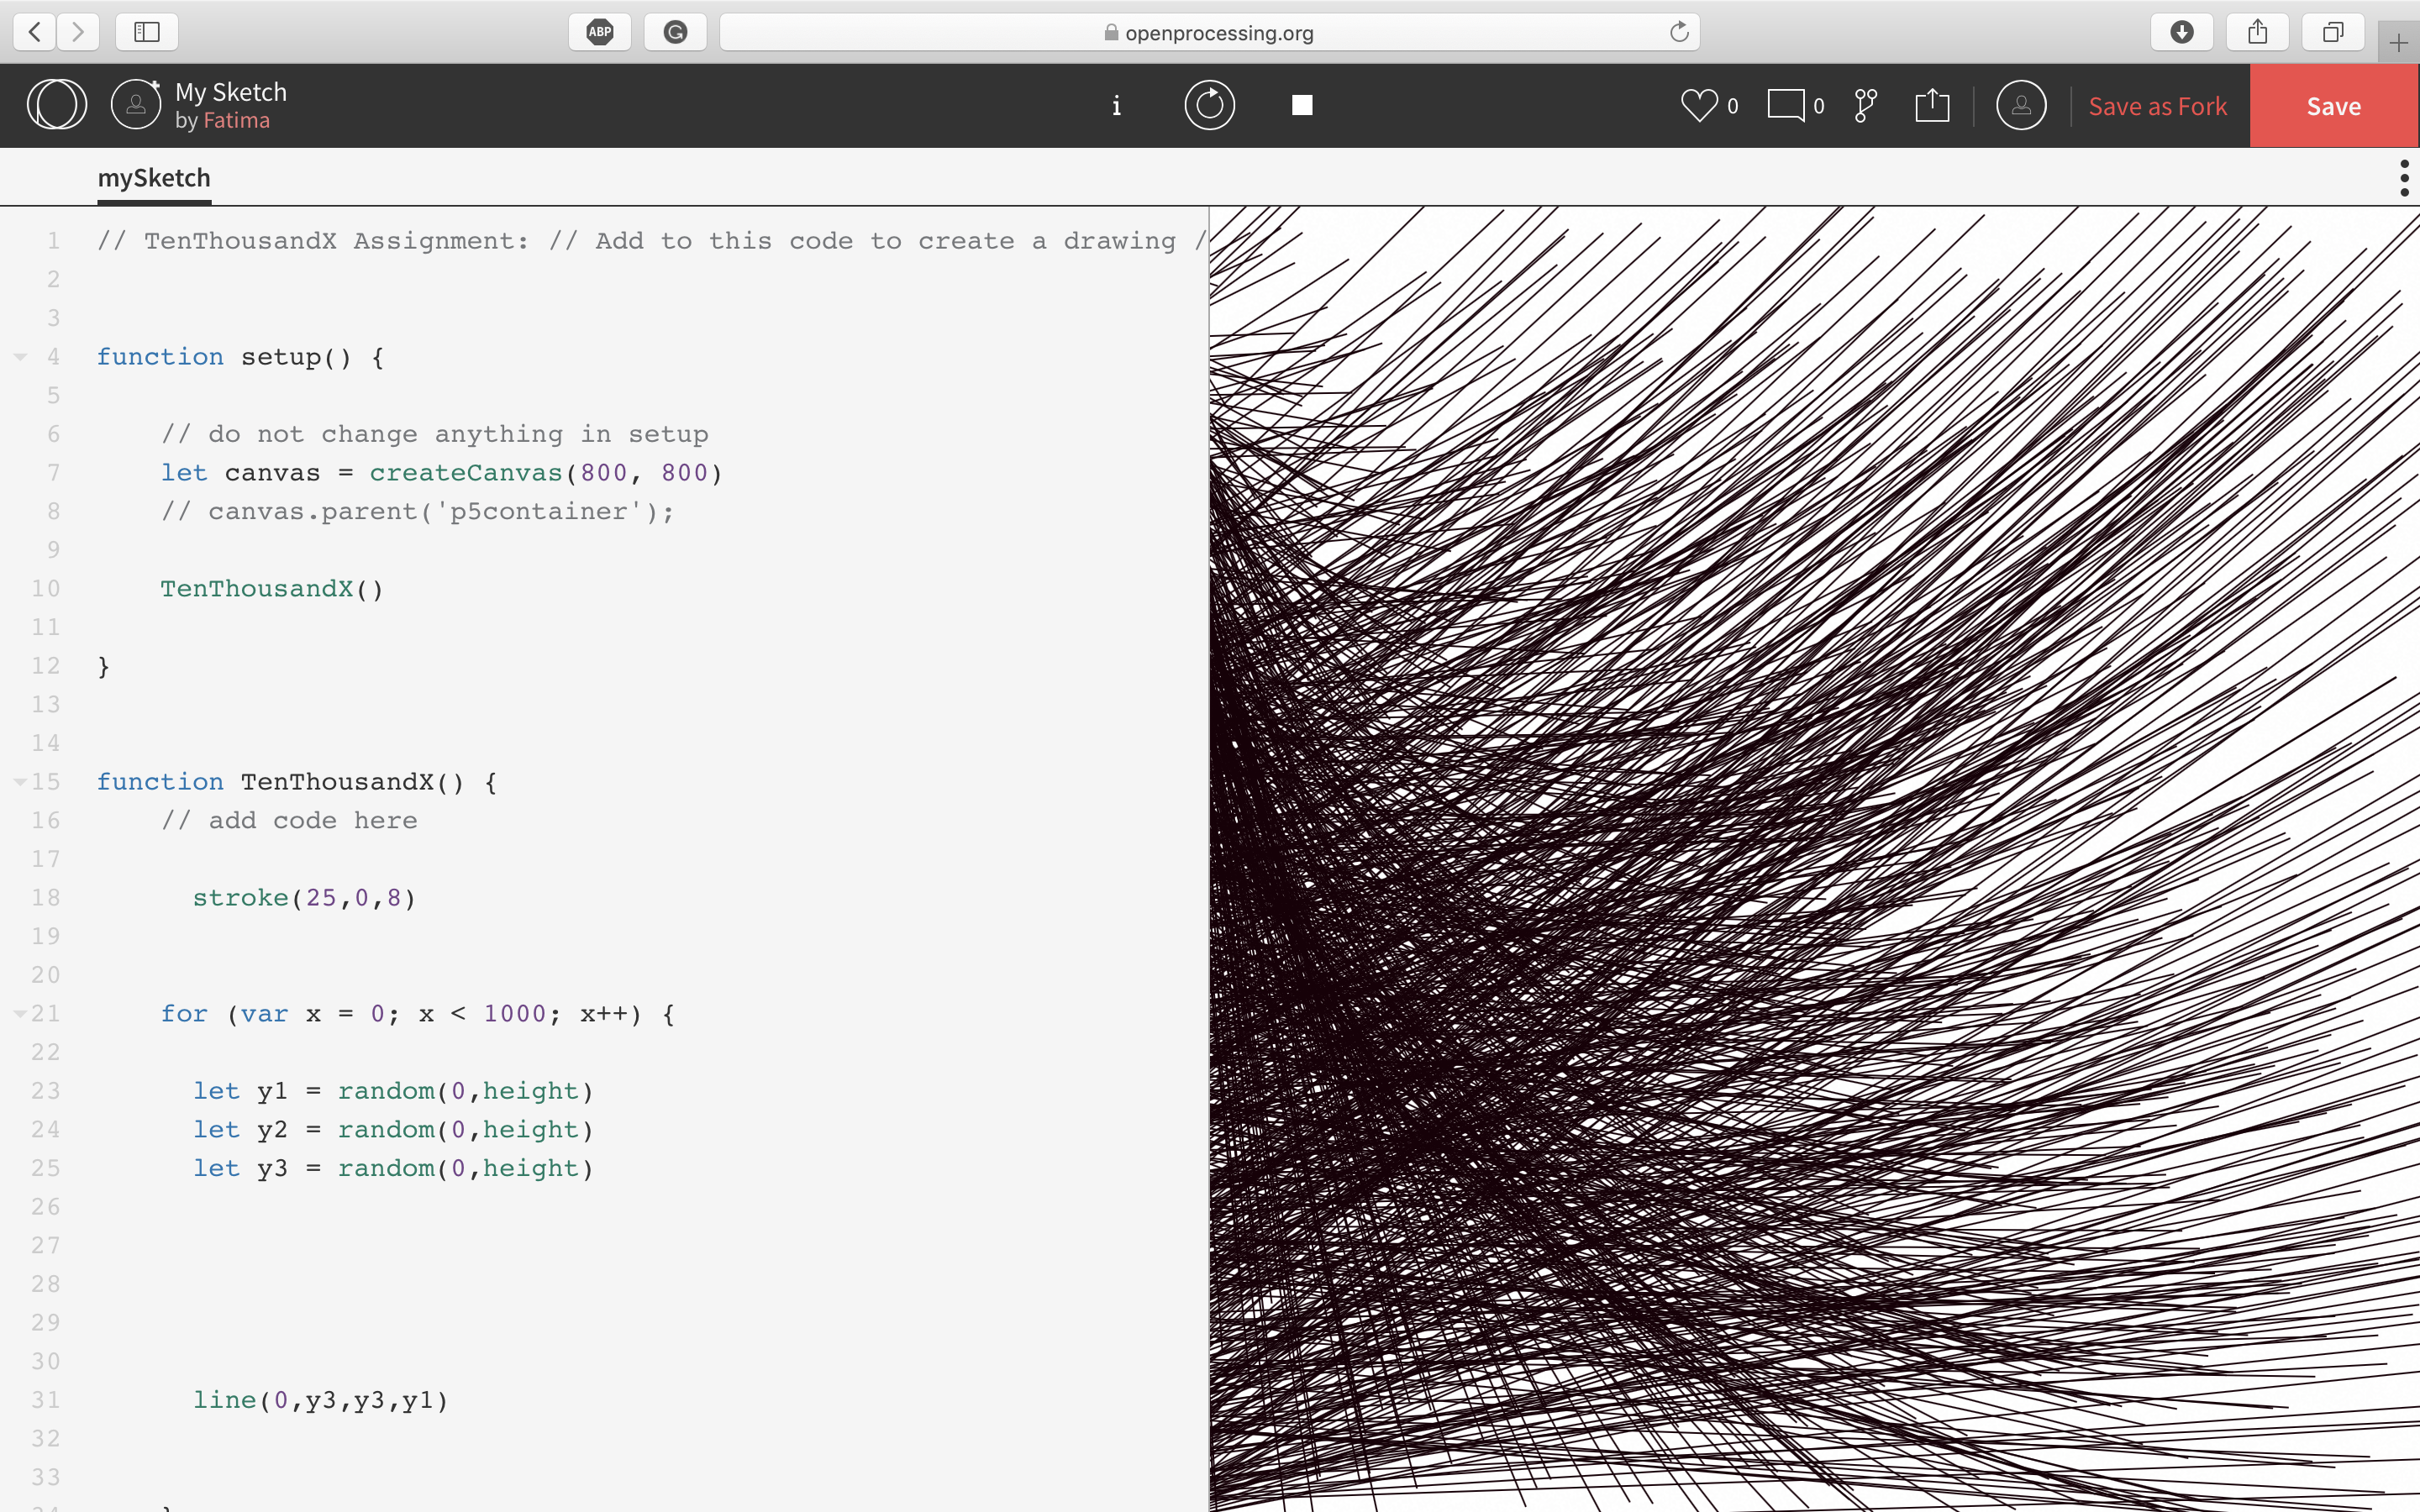 ABP
openprocessing.org
My Sketch
by Fatima
i
0
0
Save as Fork
Save
mySketch
1 // TenThousandX Assignment: // Add to this code to create a drawing /
2
3
4 function setup() {
5
6 // do not change anything in setup
7 let canvas = createCanvas(800, 800)
8 // canvas.parent('p5container');
9
10 TenThousandX()
11
12 }
13
14
15 function TenThousandX() {
16 // add code here
17
18 stroke(25,0,8)
19
20
21 for (var x = 0; x < 1000; x++) {
22
23 let y1 = random(0,height)
24 let y2 = random(0,height)
25 let y3 = random(0,height)
26
27
28
29
30
31 line(0,y3,y3,y1)
32
33